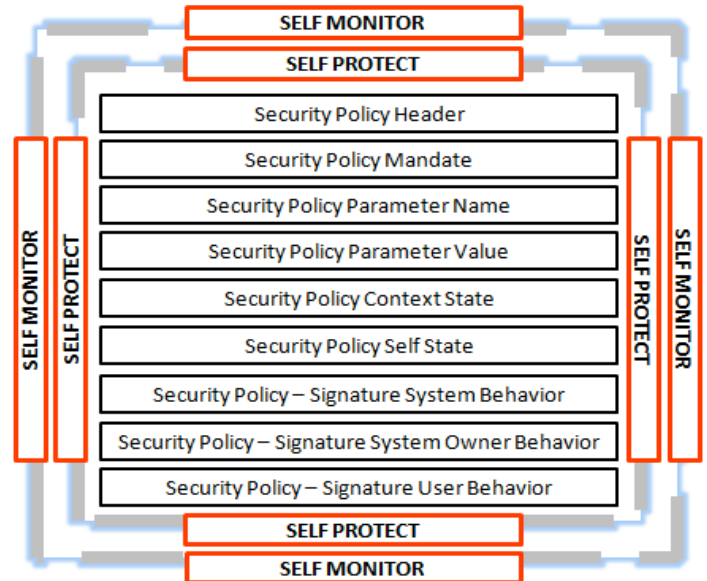 SELF MONITOR
SELF PROTECT
Security Policy Header
Security Policy Mandate
Security Policy Parameter Name
Security Policy Parameter Value
Security Policy Context State
Security Policy Self State
Security Policy – Signature System Behavior
Security Policy – Signature System Owner Behavior
Security Policy – Signature User Behavior
SELF MONITOR
SELF PROTECT
SELF PROTECT
SELF MONITOR
SELF PROTECT
SELF MONITOR